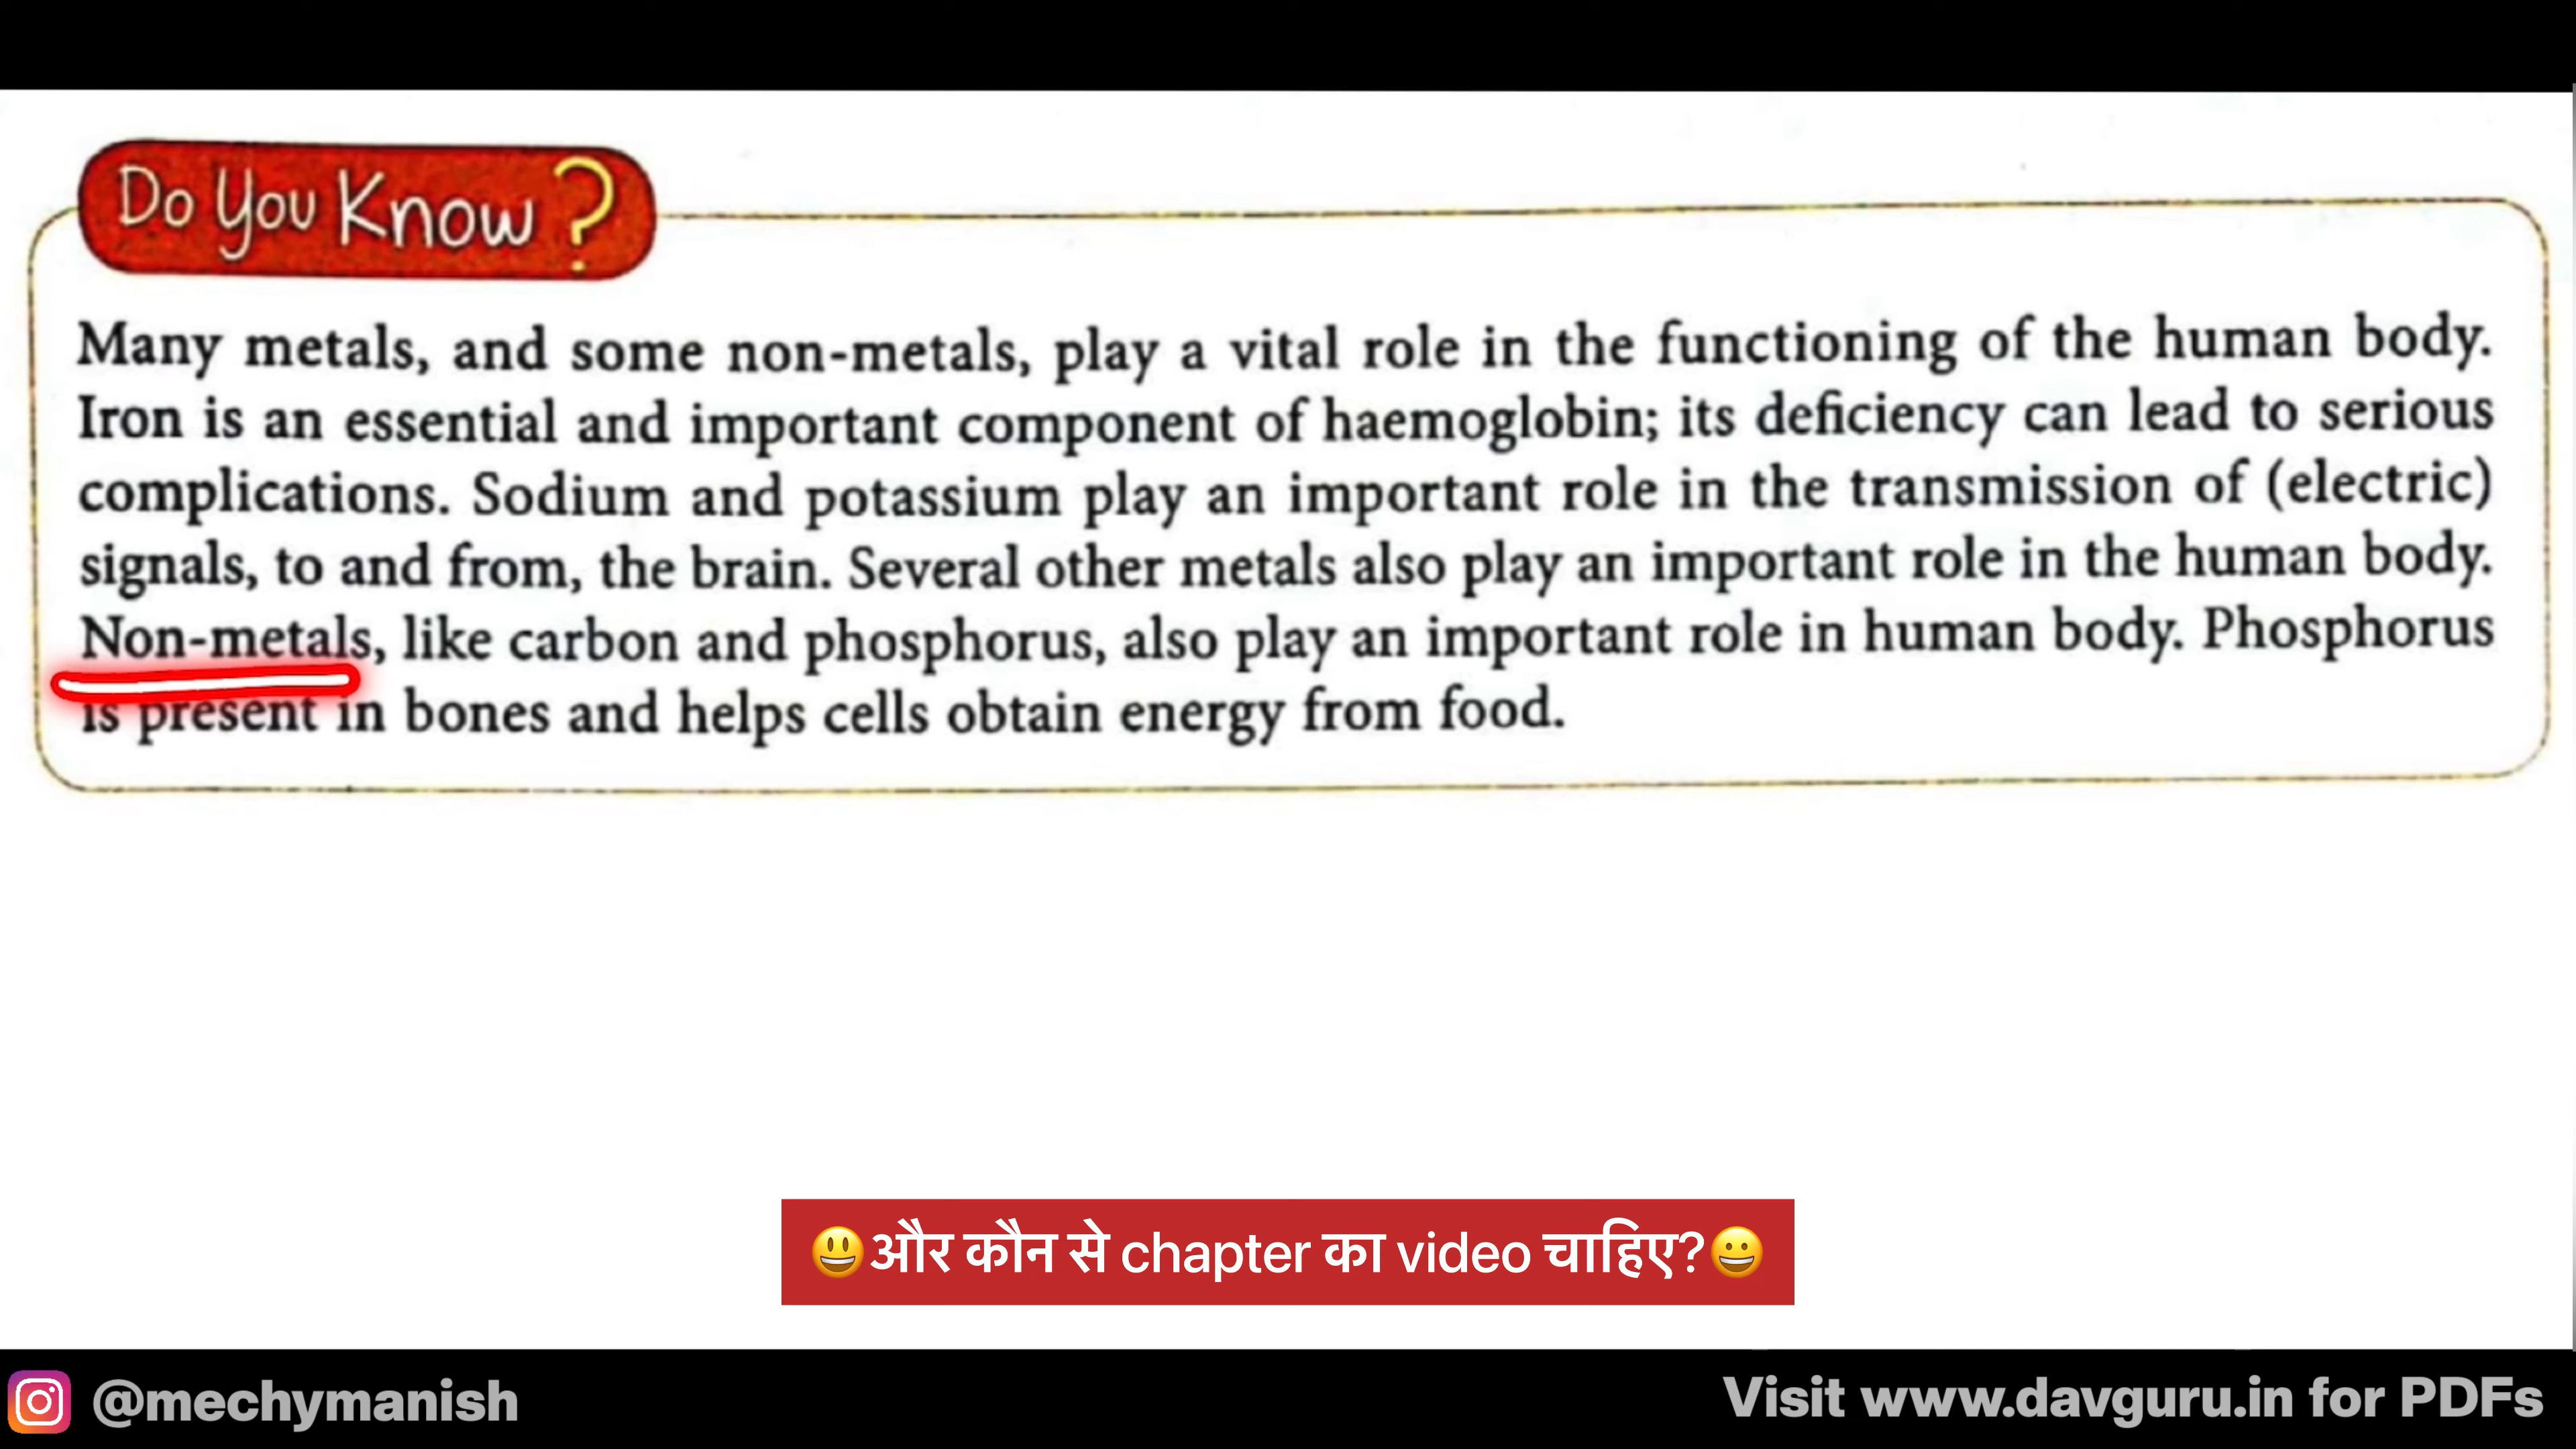 Do You Know ?
Many metals, and some non-metals, play a vital role in the functioning of the human body.
Iron is an essential and important component of haemoglobin; its deficiency can lead to serious
complications. Sodium and potassium play an important role in the transmission of (electric)
signals, to and from, the brain. Several other metals also play an important role in the human body.
Non-metals, like carbon and phosphorus, also play an important role in human body. Phosphorus
is present in bones and helps cells obtain energy from food.
😃और कौन से chapter का video चाहिए?😀
@mechymanish
Visit www.davguru.in for PDFs